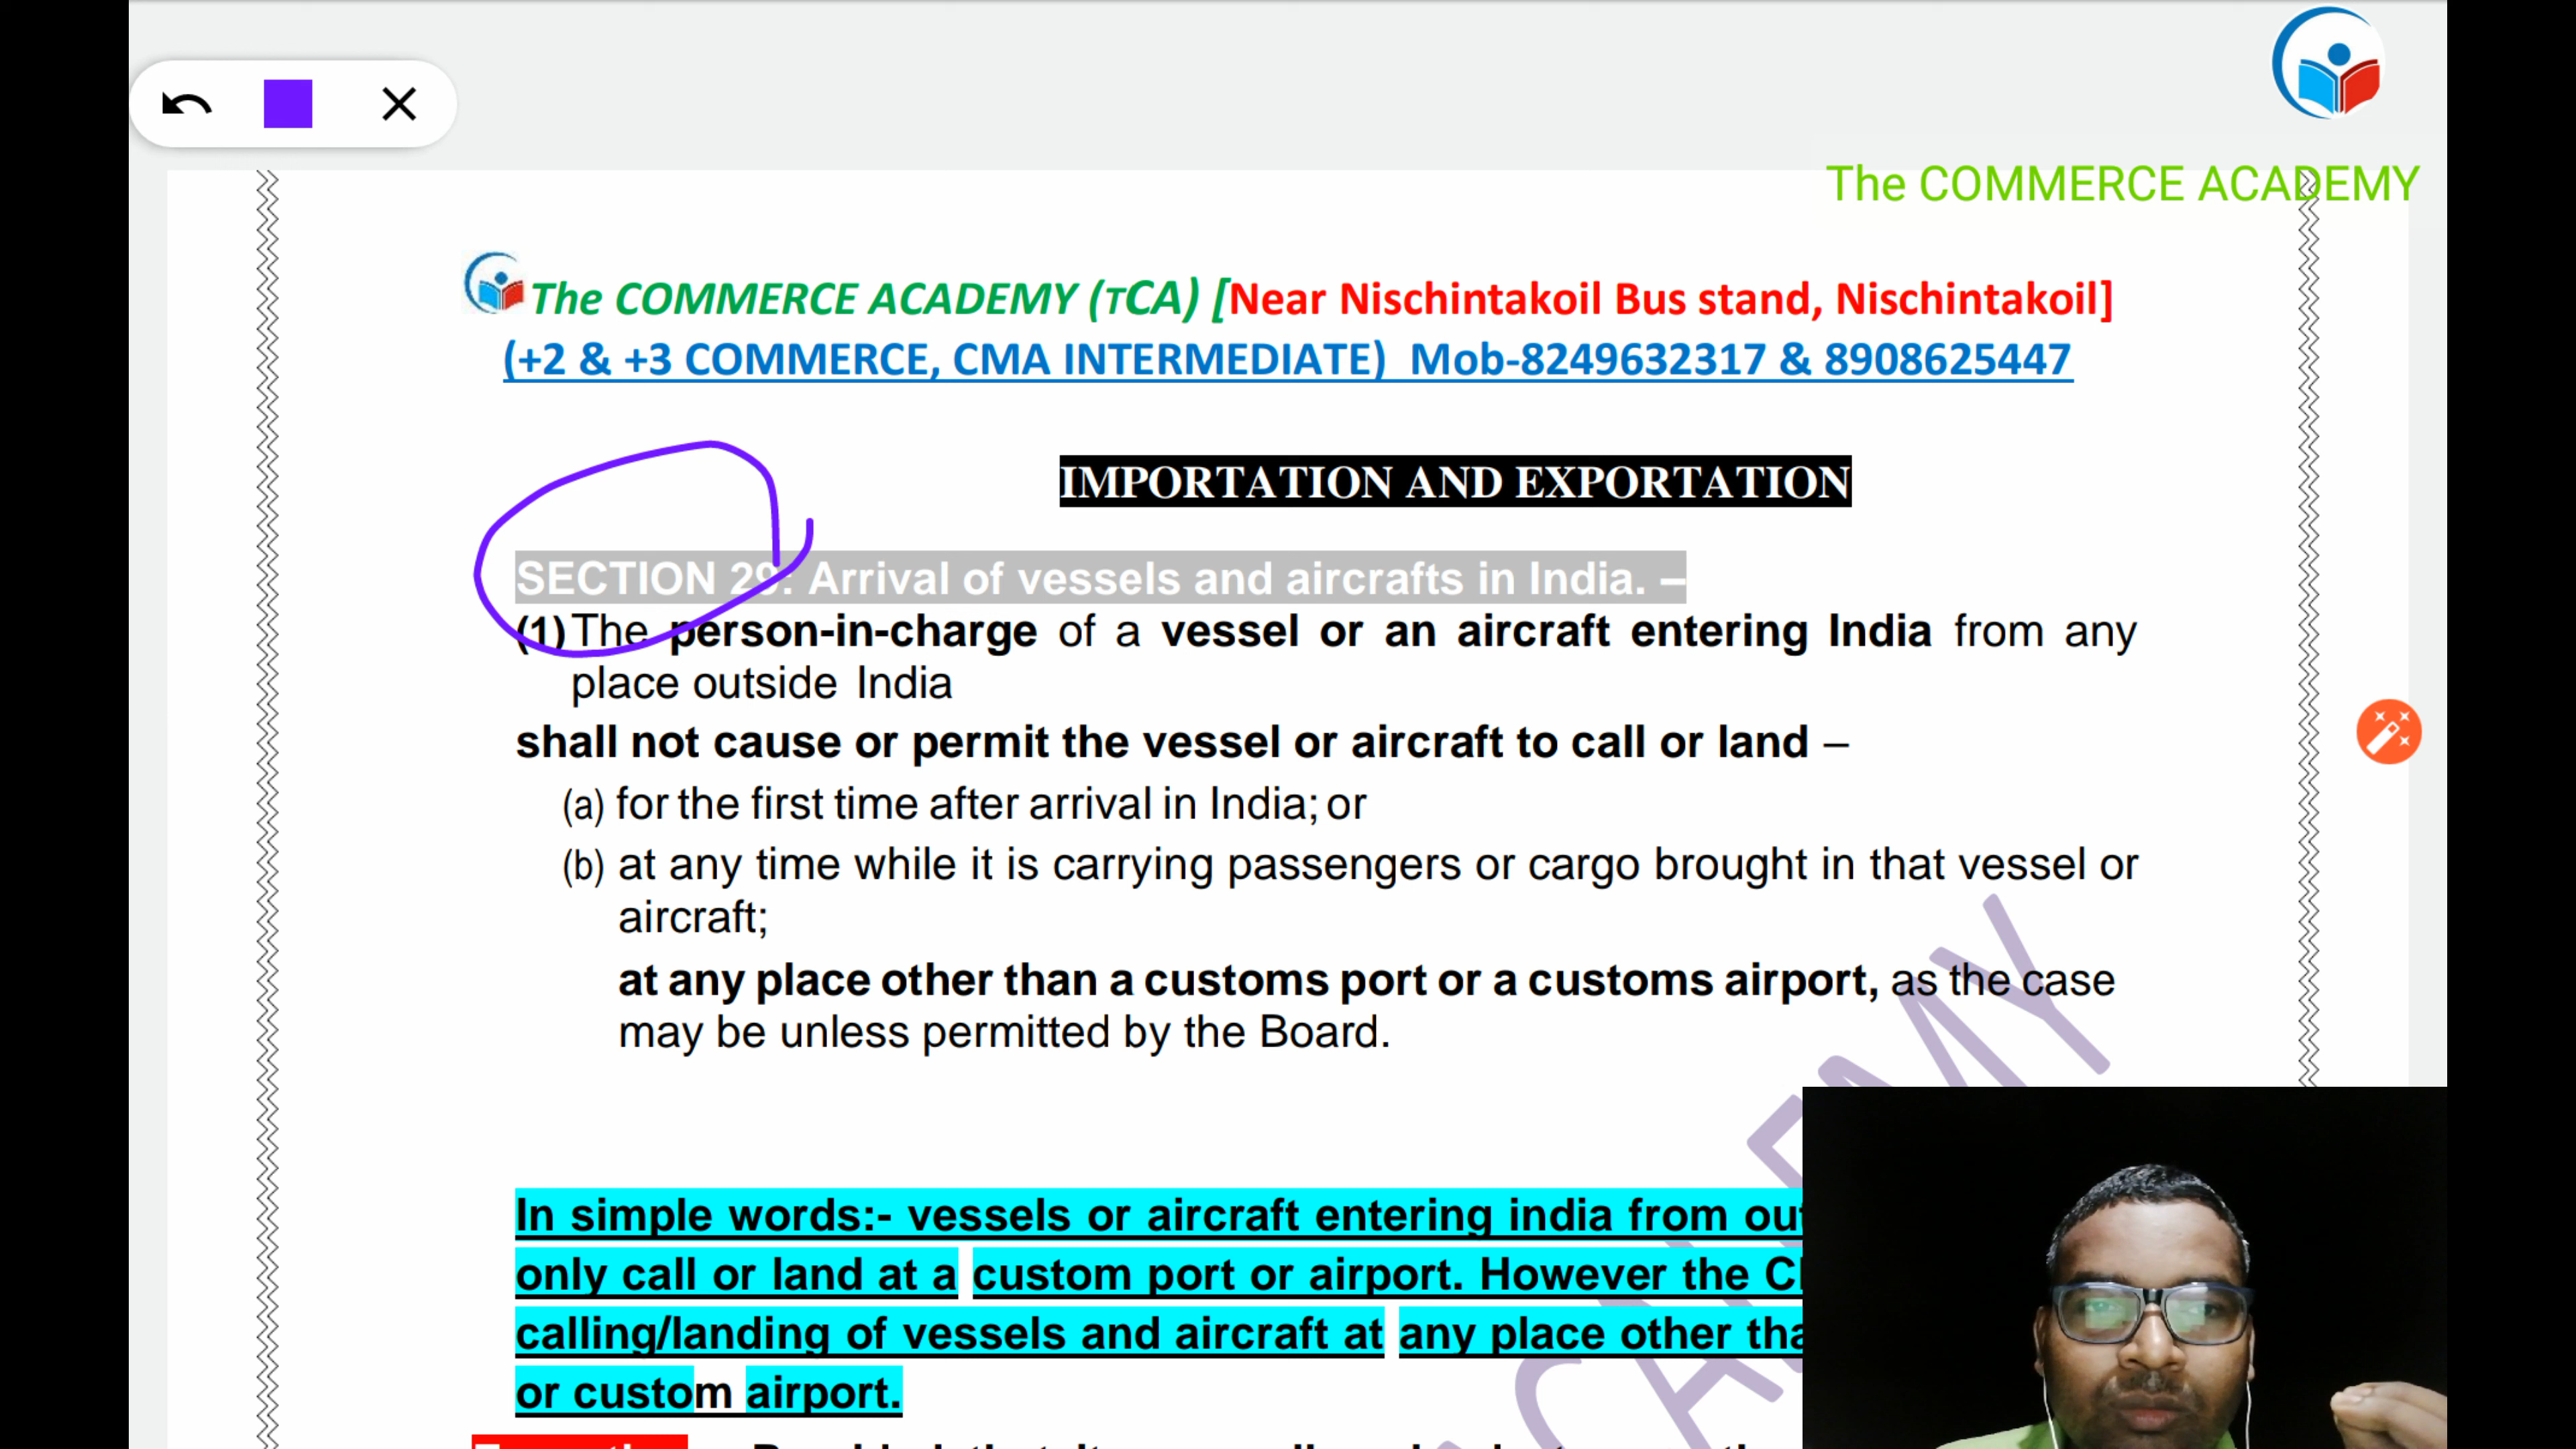 The COMMERCE ACADEMY
The COMMERCE ACADEMY (TCA) [Near Nischintakoil Bus stand, Nischintakoil]
(+2 & +3 COMMERCE, CMA INTERMEDIATE) Mob-8249632317 & 8908625447
IMPORTATION AND EXPORTATION
SECTION 29: Arrival of vessels and aircrafts in India. –
(1) The person-in-charge of a vessel or an aircraft entering India from any
place outside India
shall not cause or permit the vessel or aircraft to call or land –
(a) for the first time after arrival in India; or
(b) at any time while it is carrying passengers or cargo brought in that vessel or
aircraft;
at any place other than a customs port or a customs airport, as the case
may be unless permitted by the Board.
In simple words:- vessels or aircraft entering india from
only call or land at a custom port or airport. However the
calling/landing of vessels and aircraft at any place other
or custom airport.